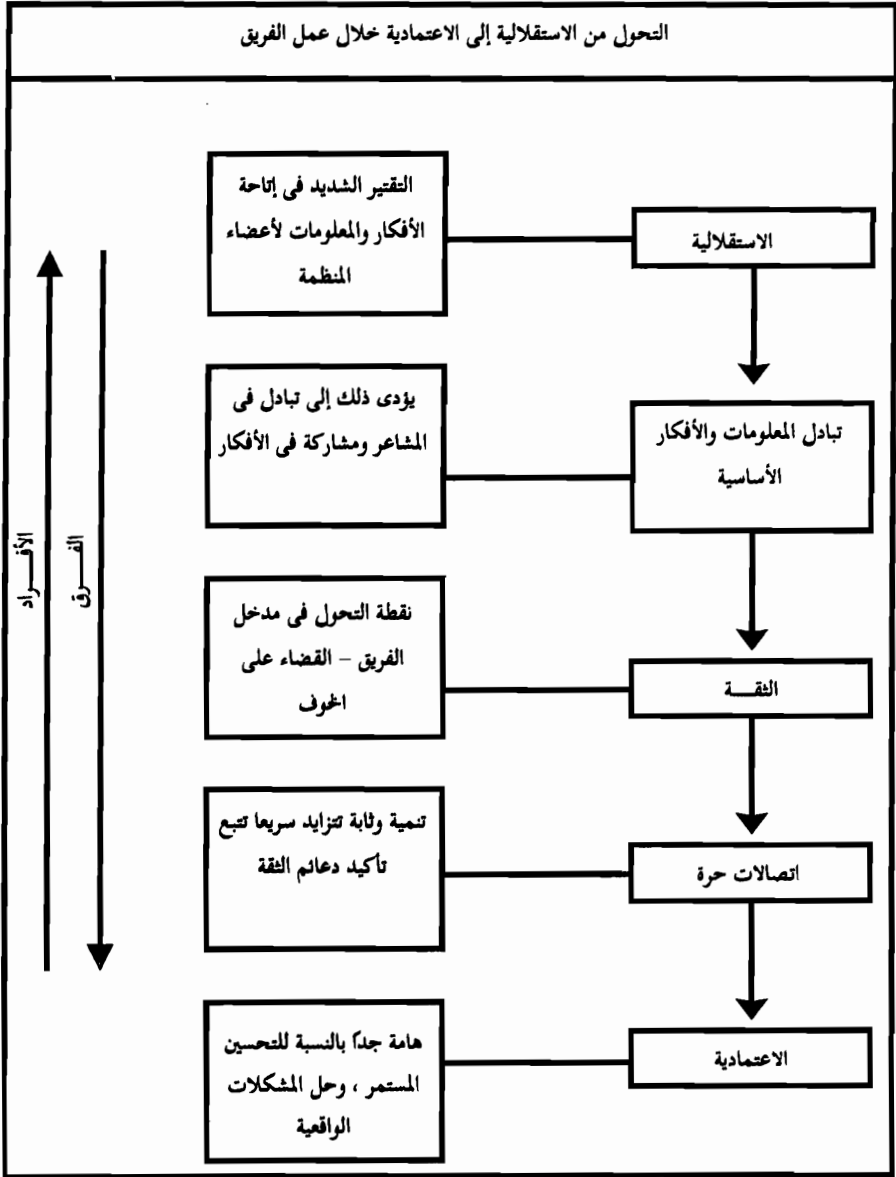 التحول من الاستقلالية إلى الاعتمادية خلال عمل الفريق
الاستقلالية
التقتير الشديد فى إتاحة
الأفكار والمعلومات لأعضاء
المنظمة
تبادل المعلومات والأفكار
الأساسية
يؤدى ذلك إلى تبادل فى
المشاعر ومشاركة فى الأفكار
الثقـــة
نقطة التحول فى مدخل
الفريق – القضاء على
الخوف
اتصالات حرة
تنمية وثابة تتزايد سريعا تتبع
تأكيد دعائم الثقة
الاعتمادية
هامة جدًا بالنسبة للتحسين
المستمر ، وحل المشكلات
الواقعية
الفـــرق
الأفـــراد